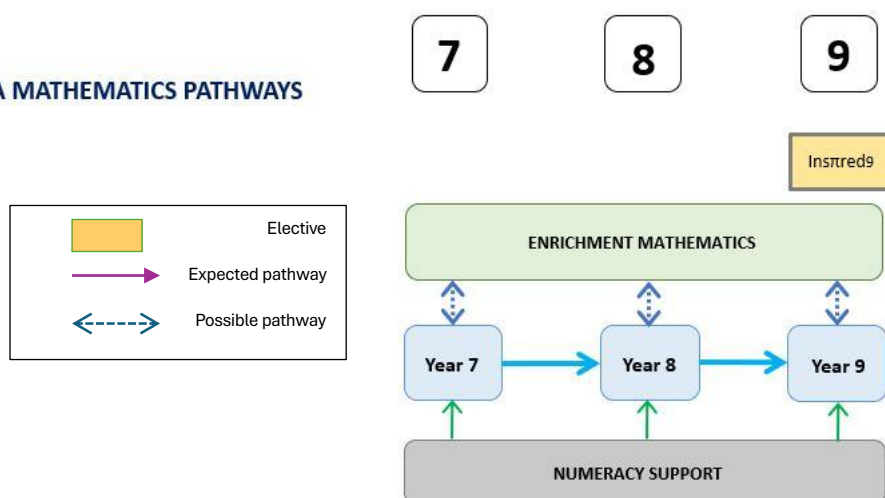 7
8
9
A MATHEMATICS PATHWAYS
Insπred9
Elective
Expected pathway
Possible pathway
ENRICHMENT MATHEMATICS
Year 7
Year 8
Year 9
NUMERACY SUPPORT